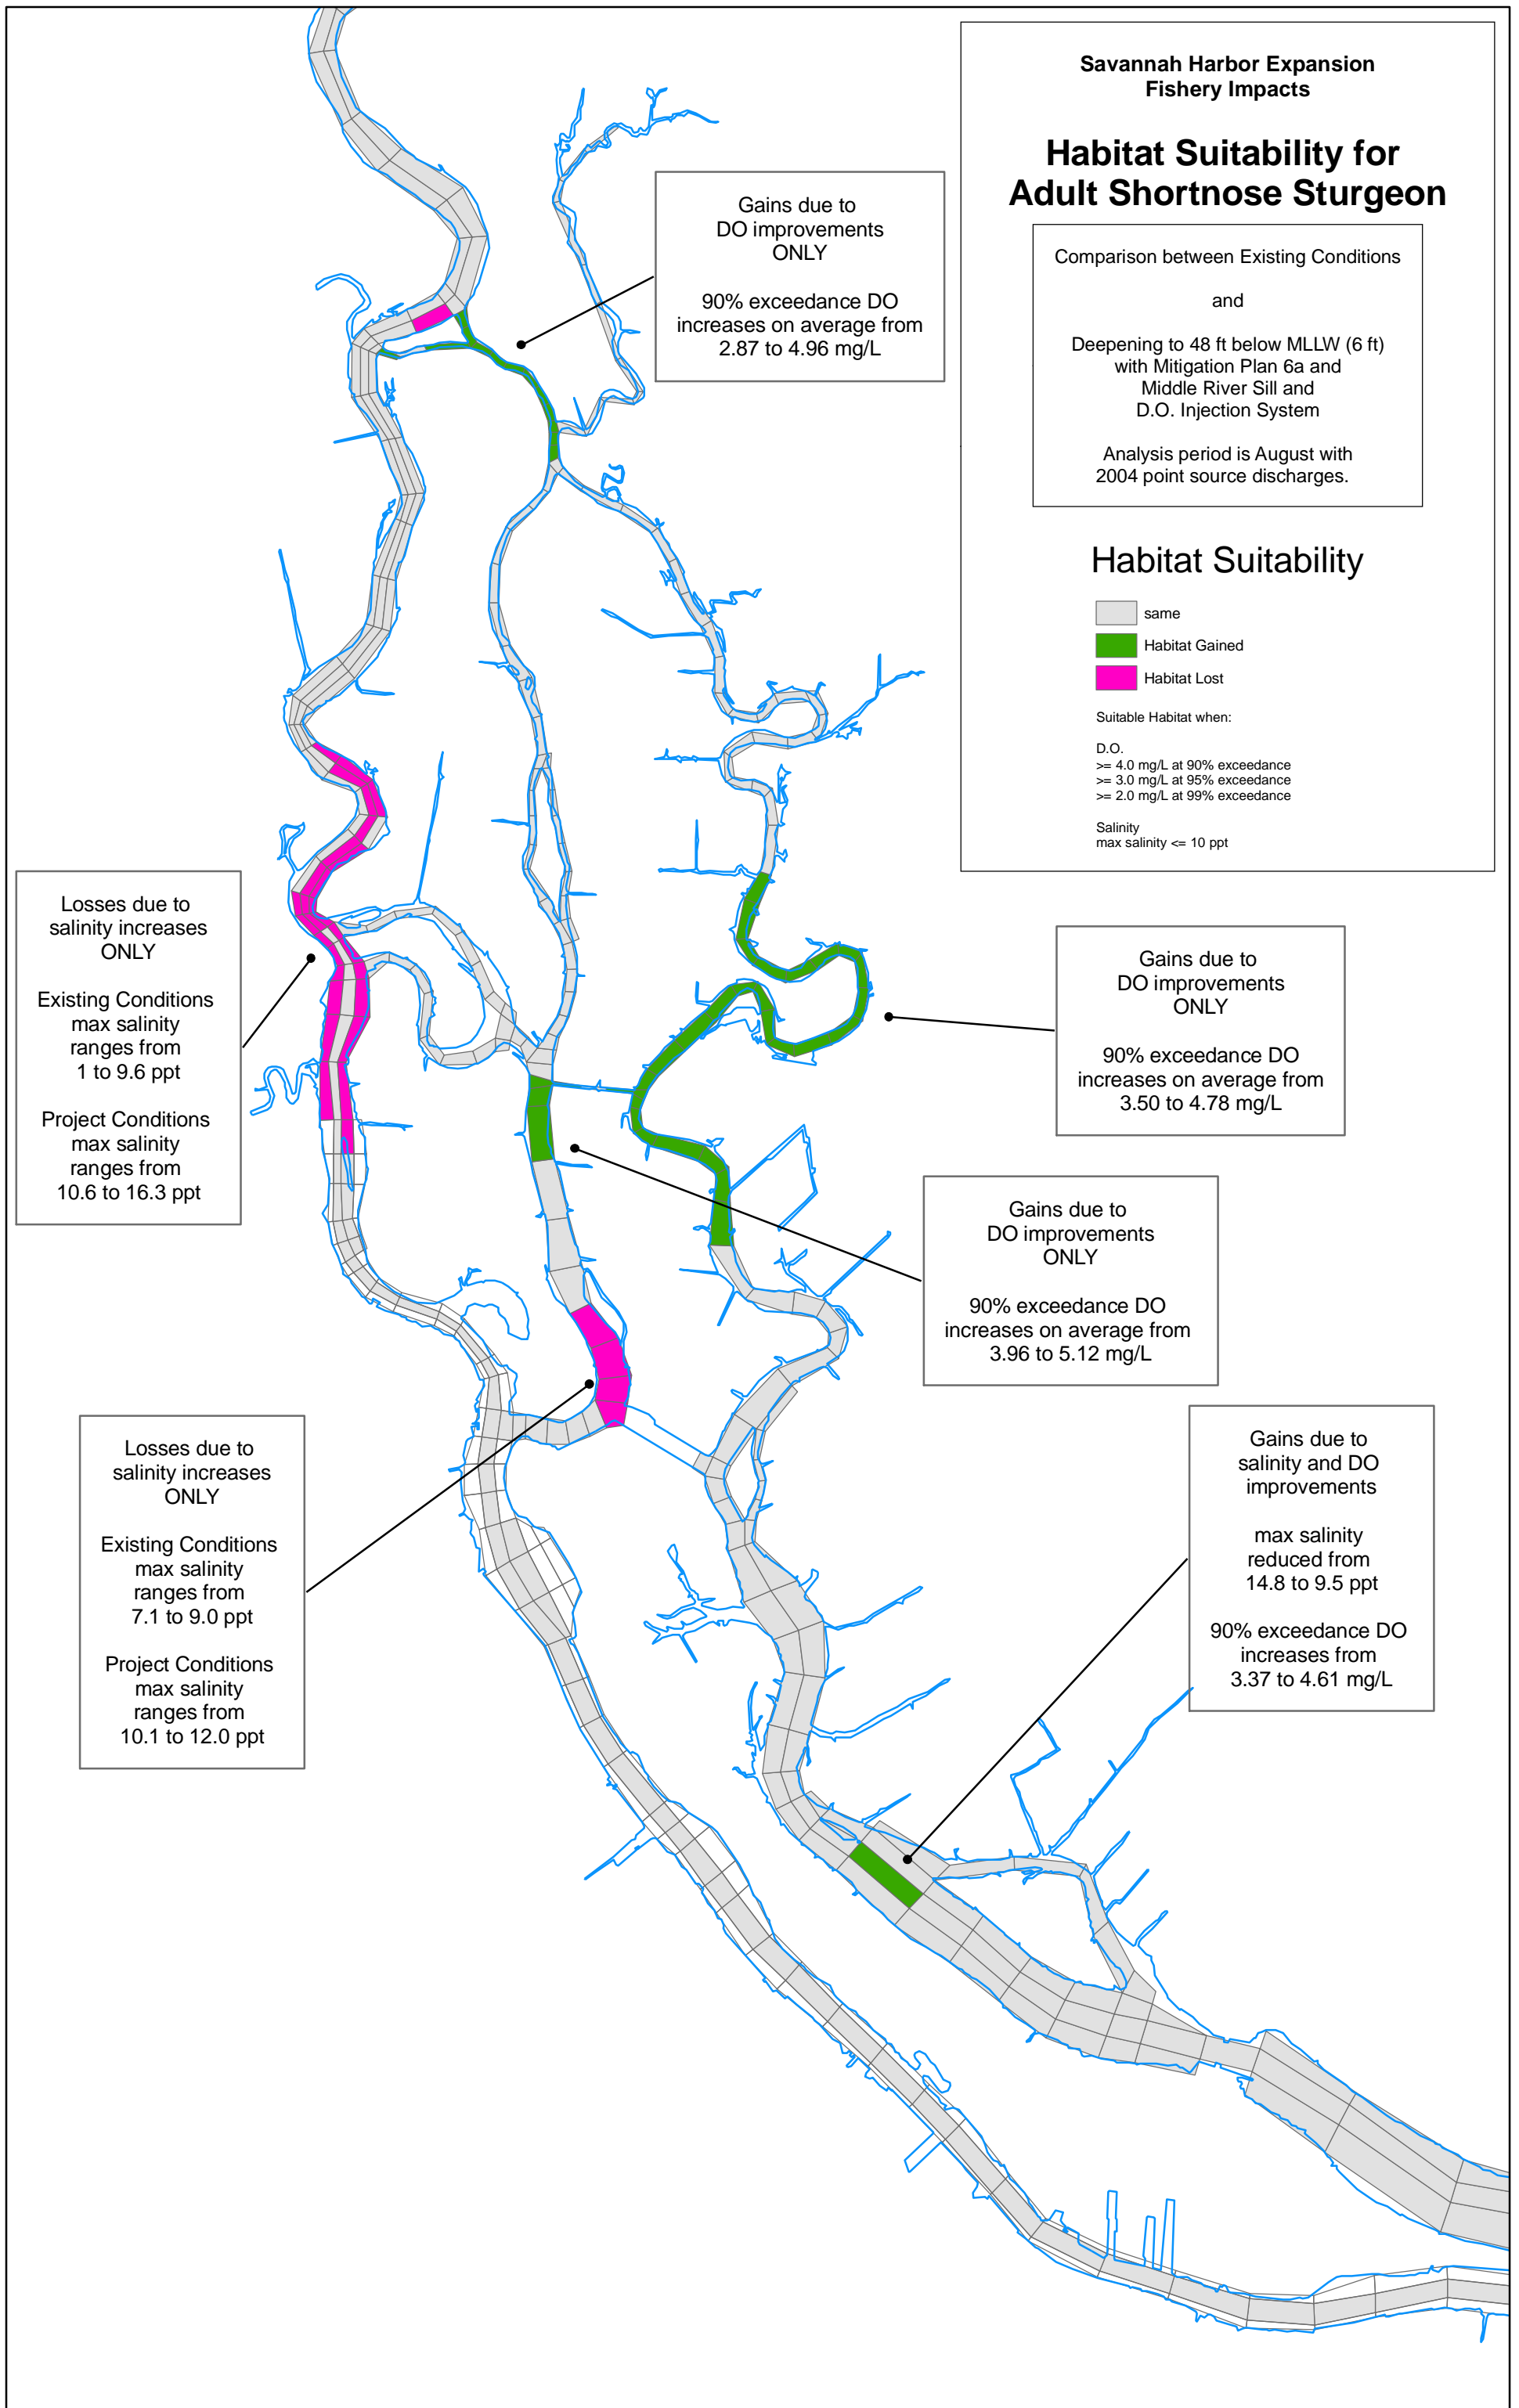 Savannah Harbor Expansion
Fishery Impacts
Habitat Suitability for
Adult Shortnose Sturgeon
Comparison between Existing Conditions
and
Deepening to 48 ft below MLLW (6 ft)
with Mitigation Plan 6a and
Middle River Sill and
D.O. Injection System
Analysis period is August with
2004 point source discharges.
Habitat Suitability
same
Habitat Gained
Habitat Lost
Suitable Habitat when:
D.O.
>= 4.0 mg/L at 90% exceedance
>= 3.0 mg/L at 95% exceedance
>= 2.0 mg/L at 99% exceedance
Salinity
max salinity <= 10 ppt
Gains due to
DO improvements
ONLY
90% exceedance DO
increases on average from
2.87 to 4.96 mg/L
Losses due to
salinity increases
ONLY
Existing Conditions
max salinity
ranges from
1 to 9.6 ppt
Project Conditions
max salinity
ranges from
10.6 to 16.3 ppt
Gains due to
DO improvements
ONLY
90% exceedance DO
increases on average from
3.50 to 4.78 mg/L
Gains due to
DO improvements
ONLY
90% exceedance DO
increases on average from
3.96 to 5.12 mg/L
Losses due to
salinity increases
ONLY
Existing Conditions
max salinity
ranges from
7.1 to 9.0 ppt
Project Conditions
max salinity
ranges from
10.1 to 12.0 ppt
Gains due to
salinity and DO
improvements
max salinity
reduced from
14.8 to 9.5 ppt
90% exceedance DO
increases from
3.37 to 4.61 mg/L